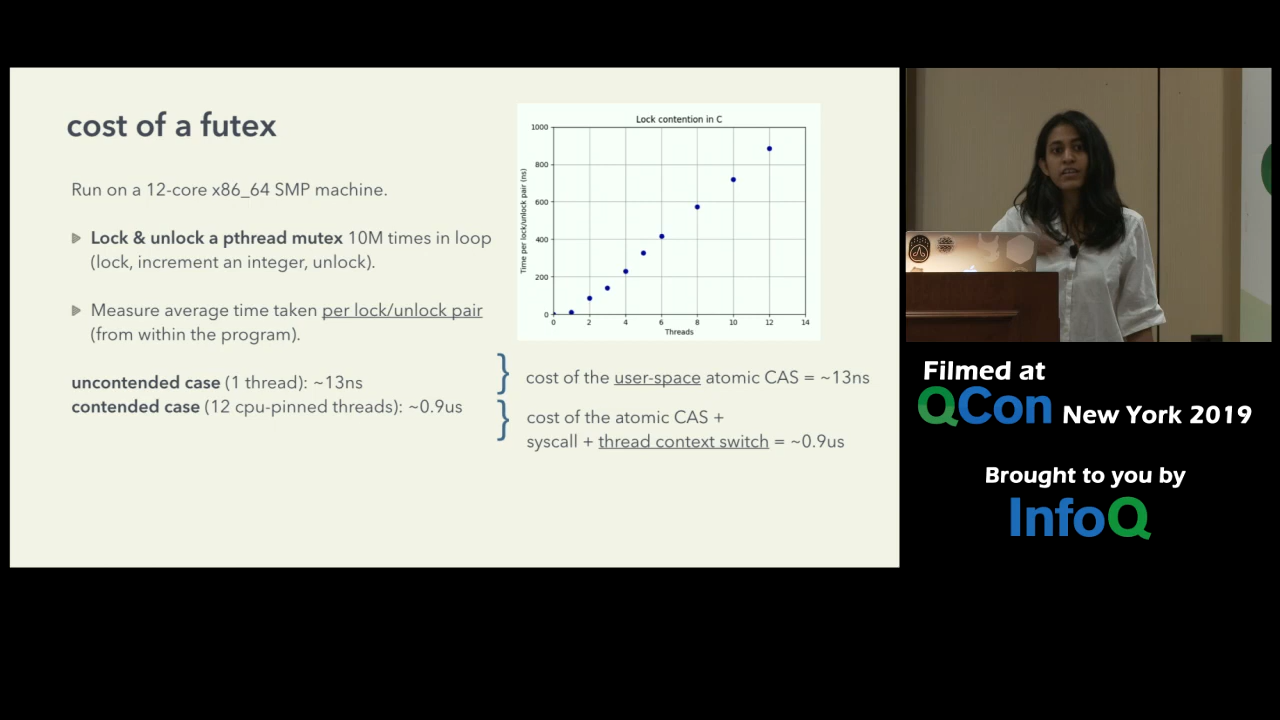 cost of a futex
Run on a 12-core x86_64 SMP machine.
Lock & unlock a pthread mutex 10M times in loop
(lock, increment an integer, unlock).
Measure average time taken per lock/unlock pair
(from within the program).
uncontended case (1 thread): ~13ns
contended case (12 cpu-pinned threads): ~0.9us
Lock contention in C
Time per lock/unlock pair (ns)
1000
800
600
400
200
0
0 2 4 6 8 10 12 14
Threads
} cost of the user-space atomic CAS = ~13ns
} cost of the atomic CAS +
syscall + thread context switch = ~0.9us
Filmed at
QCon New York 2019
Brought to you by
InfoQ